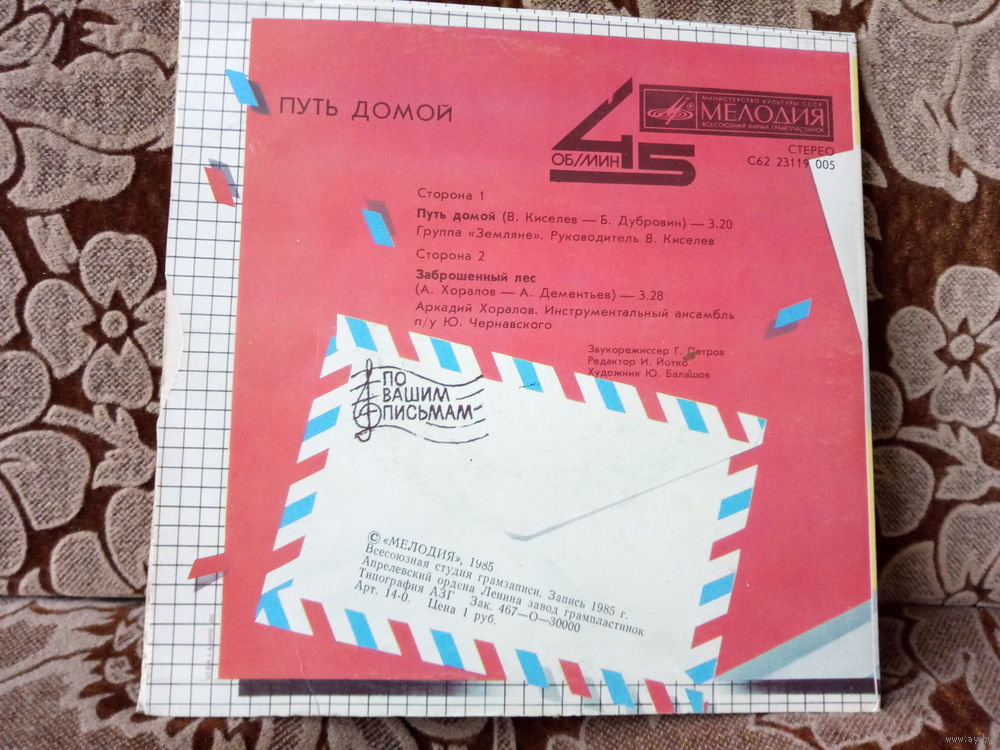 ПУТЬ ДОМОЙ
45
ОБ/МИН
МИНИСТЕРСТВО КУЛЬТУРЫ СССР
МЕЛОДИЯ
ВСЕСОЮЗНАЯ ФИРМА ГРАМПЛАСТИНОК
СТЕРЕО
С62 23119 005
Сторона 1
Путь домой (В. Киселев — Б. Дубровин) — 3.20
Группа «Земляне». Руководитель В. Киселев
Сторона 2
Заброшенный лес
(А. Хоралов — А. Дементьев) — 3.28
Аркадий Хоралов. Инструментальный ансамбль
п/у Ю. Чернавского
Звукорежиссер Г. Петров
Редактор И. Йотко
Художник Ю. Балашов
ПО
ВАШИМ
ПИСЬМАМ
© «МЕЛОДИЯ», 1985
Всесоюзная студия грамзаписи. Запись 1985 г.
Апрелевский ордена Ленина завод грампластинок
Типография АЗГ Зак. 467—О—30000
Арт. 14-0. Цена 1 руб.